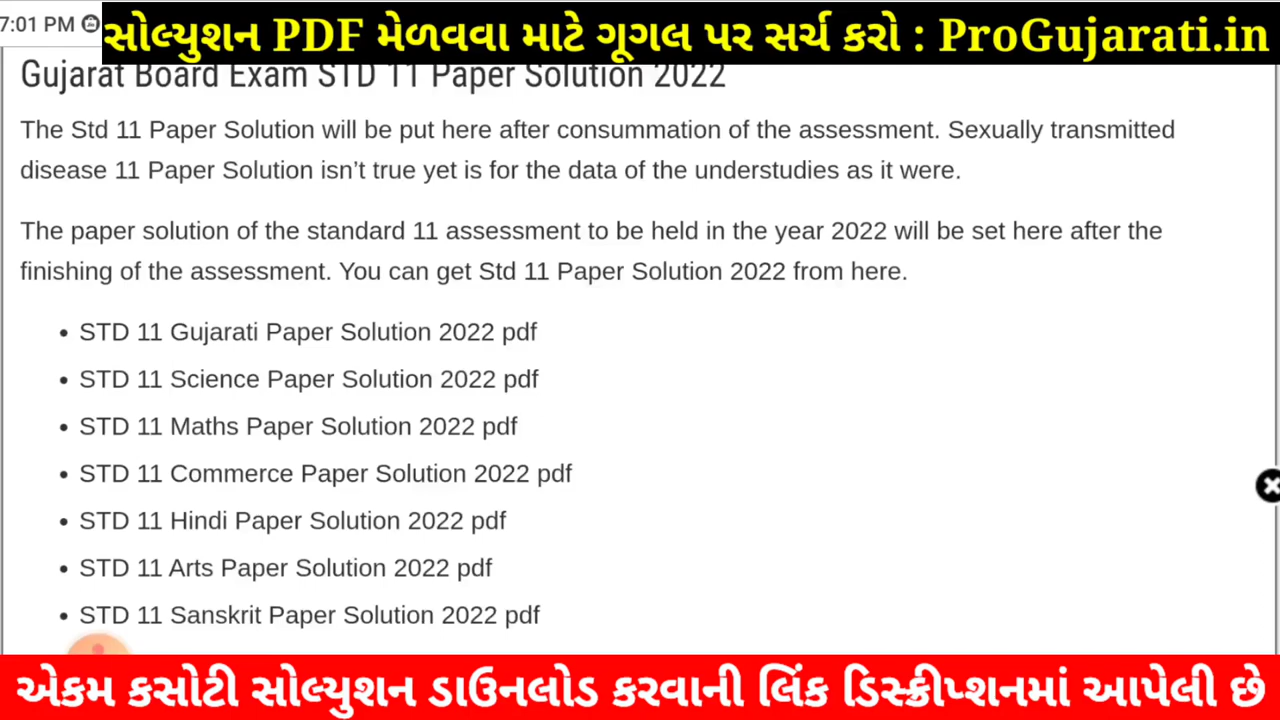 7:01 PM
સોલ્યુશન PDF મેળવવા માટે ગૂગલ પર સર્ચ કરો : ProGujarati.in
Gujarat Board Exam STD 11 Paper Solution 2022
The Std 11 Paper Solution will be put here after consummation of the assessment. Sexually transmitted
disease 11 Paper Solution isn’t true yet is for the data of the understudies as it were.
The paper solution of the standard 11 assessment to be held in the year 2022 will be set here after the
finishing of the assessment. You can get Std 11 Paper Solution 2022 from here.
• STD 11 Gujarati Paper Solution 2022 pdf
• STD 11 Science Paper Solution 2022 pdf
• STD 11 Maths Paper Solution 2022 pdf
• STD 11 Commerce Paper Solution 2022 pdf
• STD 11 Hindi Paper Solution 2022 pdf
• STD 11 Arts Paper Solution 2022 pdf
• STD 11 Sanskrit Paper Solution 2022 pdf
એકમ કસોટી સોલ્યુશન ડાઉનલોડ કરવાની લિંક ડિસ્ક્રીપ્શનમાં આપેલી છે